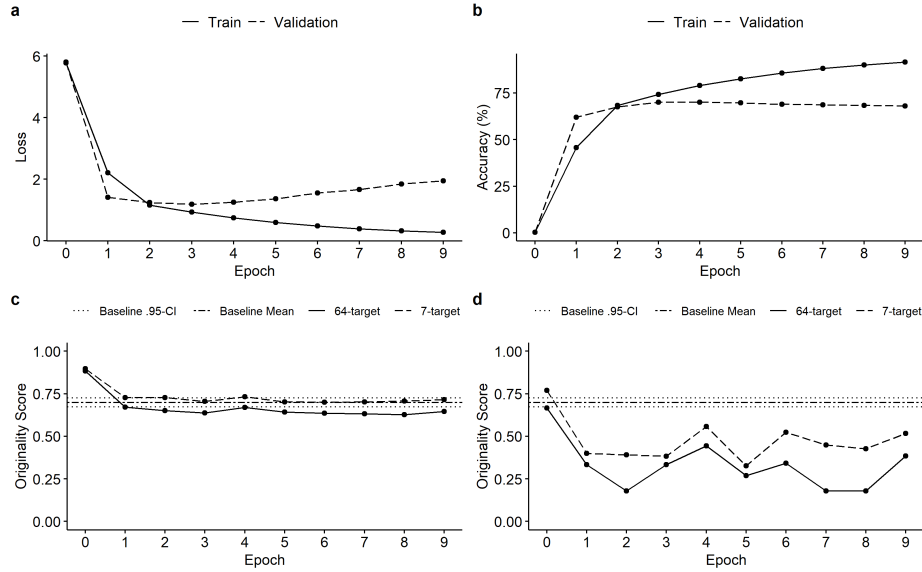 a
Train Validation
Loss
6
4
2
0
0 1 2 3 4 5 6 7 8 9
Epoch
b
Train Validation
Accuracy (%)
75
50
25
0
0 1 2 3 4 5 6 7 8 9
Epoch
c
Baseline .95-CI Baseline Mean 64-target 7-target
Originality Score
1.00
0.75
0.50
0.25
0.00
0 1 2 3 4 5 6 7 8 9
Epoch
d
Baseline .95-CI Baseline Mean 64-target 7-target
Originality Score
1.00
0.75
0.50
0.25
0.00
0 1 2 3 4 5 6 7 8 9
Epoch